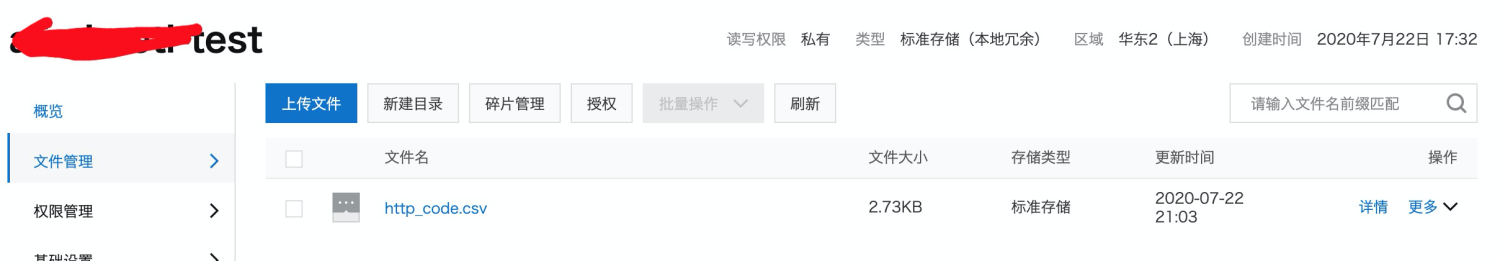 test
读写权限 私有 类型 标准存储（本地冗余） 区域 华东2（上海） 创建时间 2020年7月22日 17:32
概览
文件管理
权限管理
基础设置
上传文件 新建目录 碎片管理 授权 批量操作 刷新 请输入文件名前缀匹配
文件名 文件大小 存储类型 更新时间 操作
http_code.csv 2.73KB 标准存储 2020-07-22 21:03 详情 更多